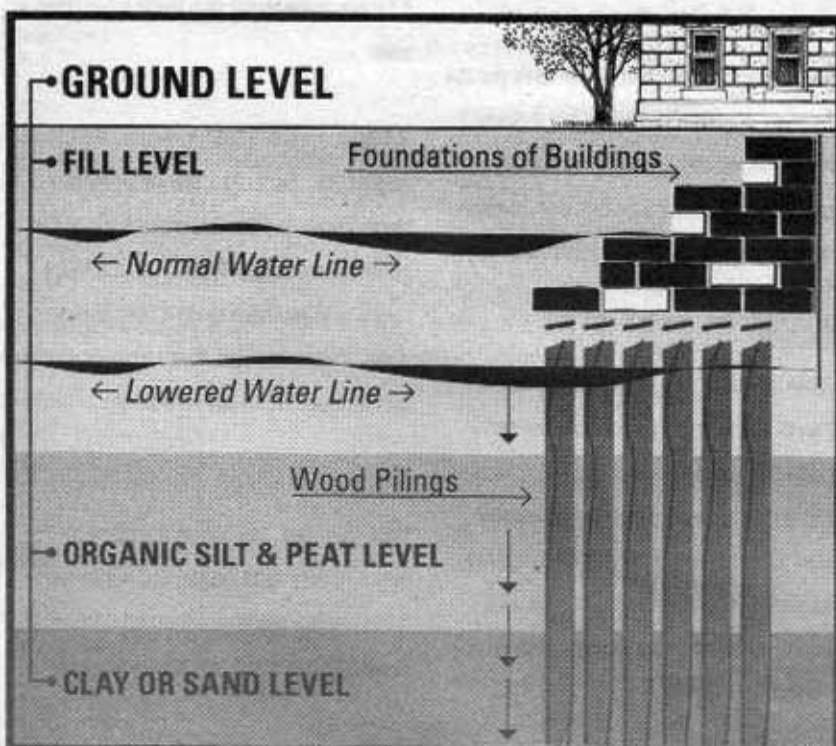 GROUND LEVEL
FILL LEVEL
Foundations of Buildings
Normal Water Line
Lowered Water Line
Wood Pilings
ORGANIC SILT & PEAT LEVEL
CLAY OR SAND LEVEL